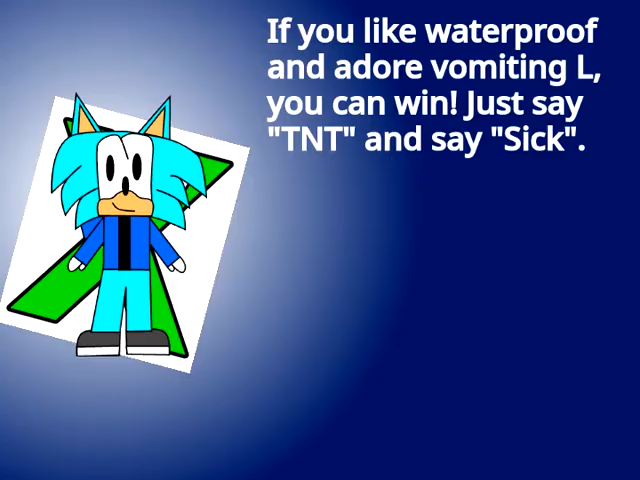 If you like waterproof
and adore vomiting L,
you can win! Just say
"TNT" and say "Sick".